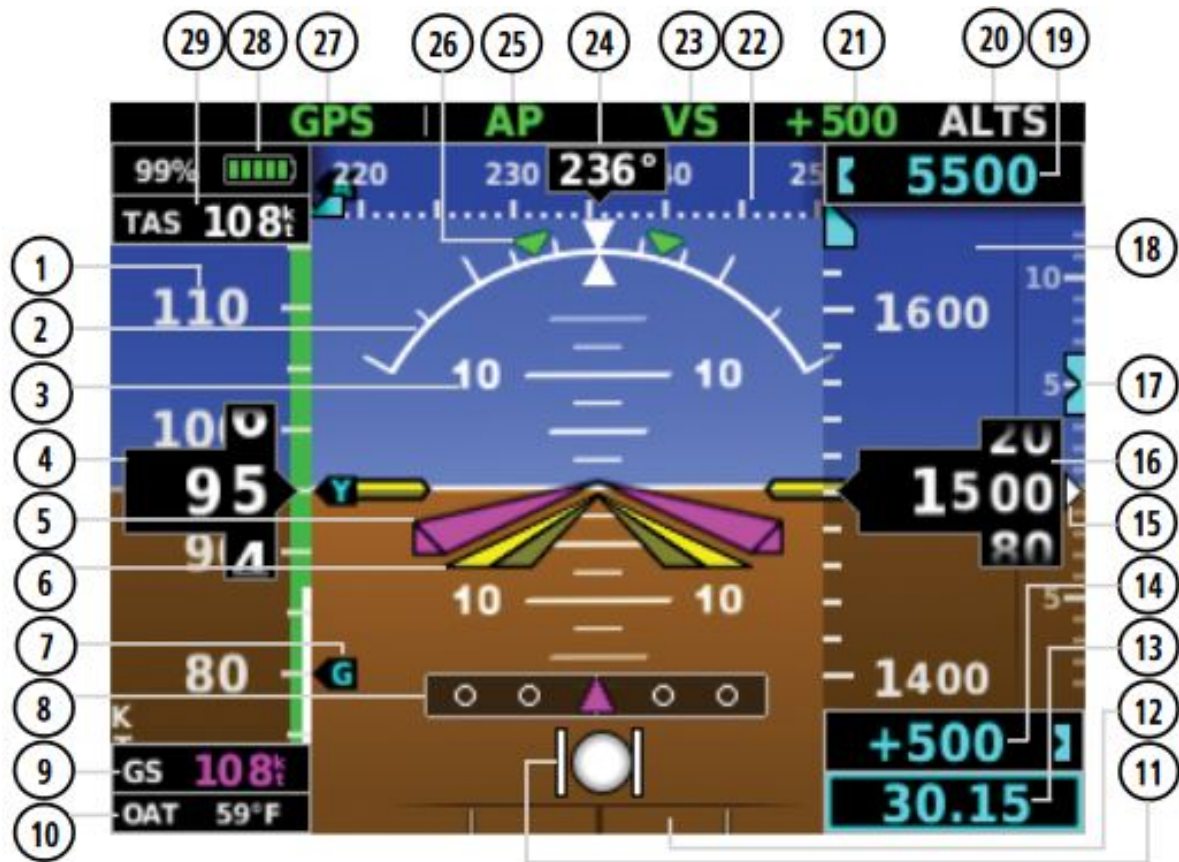 29 28 27 26 25 24 23 22 21 20 19
GPS AP VS +500 ALTS
99% 220 230 236° 5500
TAS 108kt
1 110 10 18
2 1600
3 10 10 5 17
4 20
95 Y 1500 16
5 80 15
6 10 10 5 14
7 80 G 1400 13
8 +500 12
9 GS 108kt 11
10 OAT 59°F 30.15